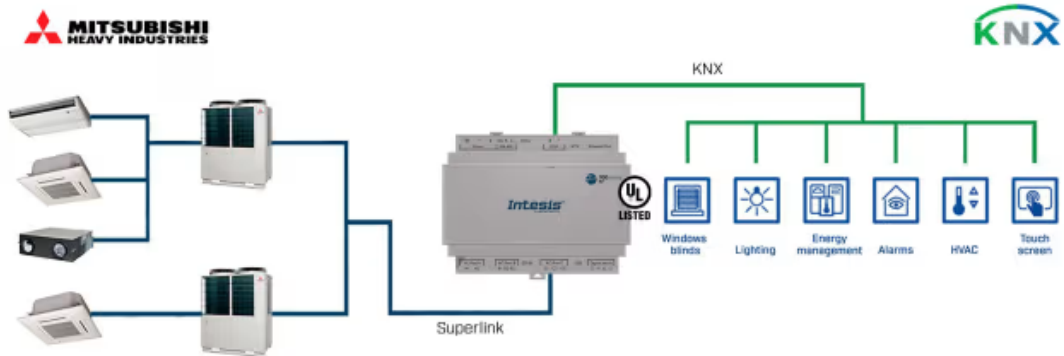 MITSUBISHI
HEAVY INDUSTRIES
KNX
KNX
Intesis
UL
LISTED
Windows
blinds
Lighting
Energy
management
Alarms
HVAC
Touch
screen
Superlink